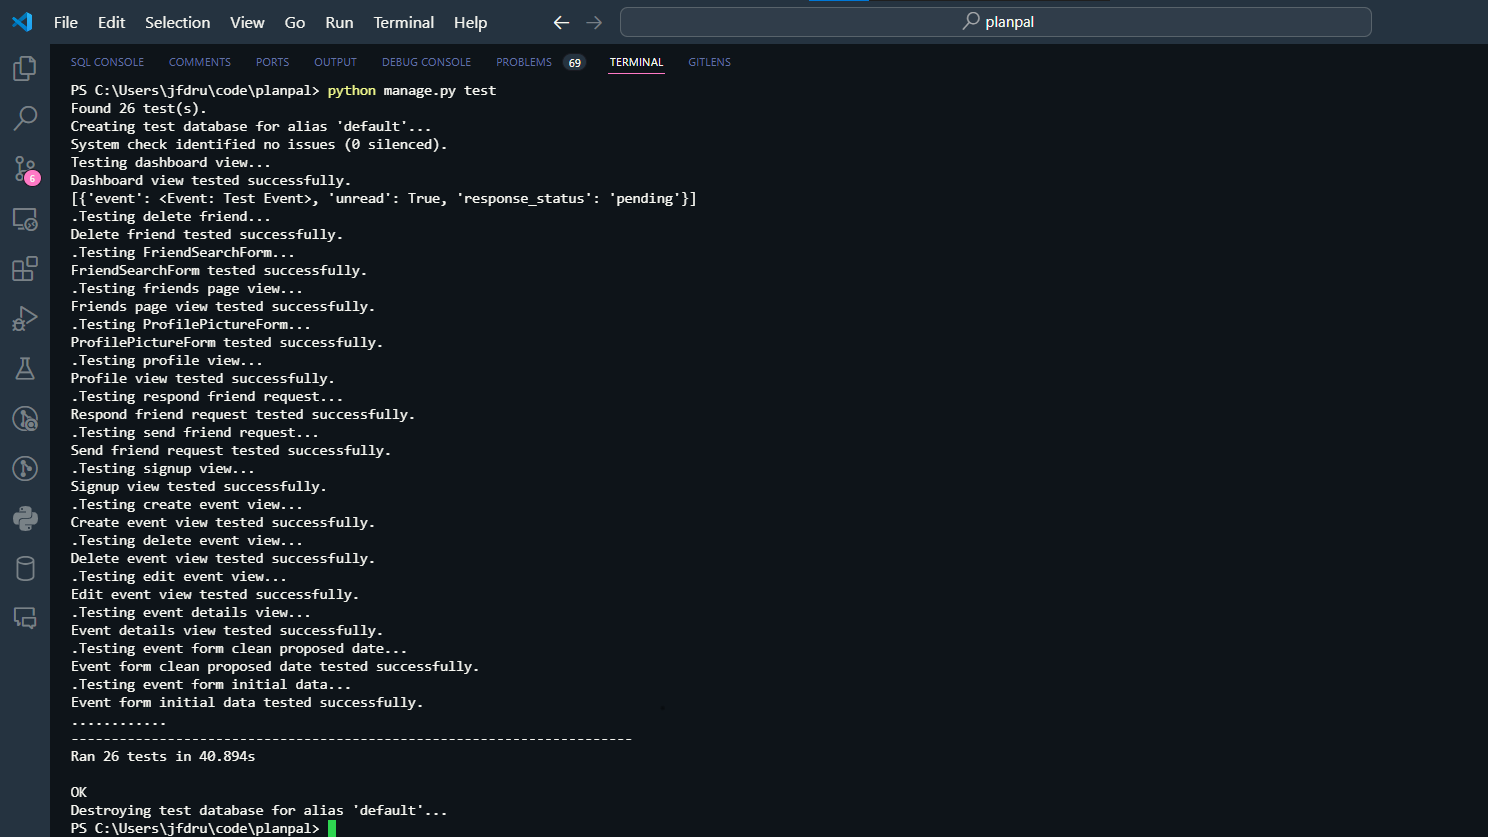 File Edit Selection View Go Run Terminal Help planpal
SQL CONSOLE COMMENTS PORTS OUTPUT DEBUG CONSOLE PROBLEMS 69 TERMINAL GITLENS
PS C:\Users\jfdru\code\planpal> python manage.py test
Found 26 test(s).
Creating test database for alias 'default'...
System check identified no issues (0 silenced).
Testing dashboard view...
Dashboard view tested successfully.
[{'event': <Event: Test Event>, 'unread': True, 'response_status': 'pending'}]
.Testing delete friend...
Delete friend tested successfully.
.Testing FriendSearchForm...
FriendSearchForm tested successfully.
.Testing friends page view...
Friends page view tested successfully.
.Testing ProfilePictureForm...
ProfilePictureForm tested successfully.
.Testing profile view...
Profile view tested successfully.
.Testing respond friend request...
Respond friend request tested successfully.
.Testing send friend request...
Send friend request tested successfully.
.Testing signup view...
Signup view tested successfully.
.Testing create event view...
Create event view tested successfully.
.Testing delete event view...
Delete event view tested successfully.
.Testing edit event view...
Edit event view tested successfully.
.Testing event details view...
Event details view tested successfully.
.Testing event form clean proposed date...
Event form clean proposed date tested successfully.
.Testing event form initial data...
Event form initial data tested successfully.
............
----------------------------------------------------------------------
Ran 26 tests in 40.894s
OK
Destroying test database for alias 'default'...
PS C:\Users\jfdru\code\planpal>
6